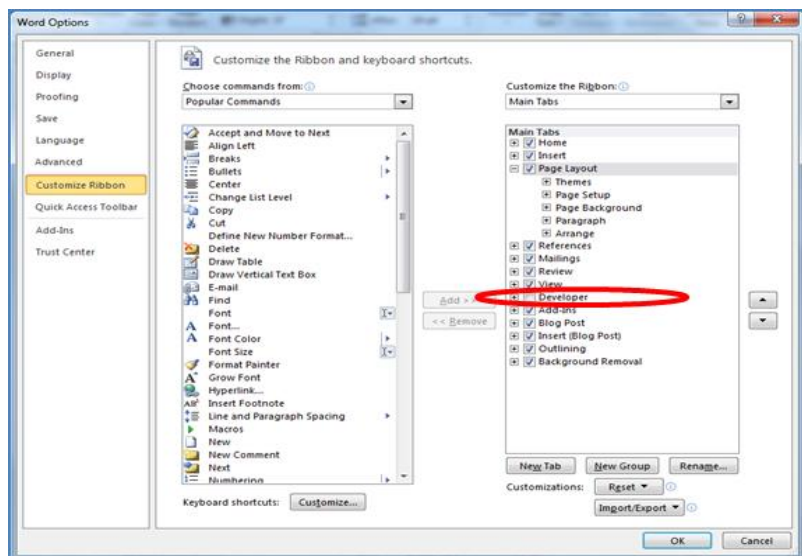 Word Options
General
Display
Proofing
Save
Language
Advanced
Customize Ribbon
Quick Access Toolbar
Add-Ins
Trust Center
Customize the Ribbon and keyboard shortcuts.
Choose commands from:
Popular Commands
Accept and Move to Next
Align Left
Breaks
Bullets
Center
Change List Level
Copy
Cut
Define New Number Format...
Delete
Draw Table
Draw Vertical Text Box
E-mail
Find
Font
Font...
Font Color
Font Size
Format Painter
Grow Font
Hyperlink...
Insert Footnote
Line and Paragraph Spacing
Macros
New
New Comment
Next
Numbering
Keyboard shortcuts: Customize...
Add >
<< Remove
Customize the Ribbon:
Main Tabs
Main Tabs
Home
Insert
Page Layout
Themes
Page Setup
Page Background
Paragraph
Arrange
References
Mailings
Review
View
Developer
Add-Ins
Blog Post
Insert (Blog Post)
Outlining
Background Removal
New Tab New Group Rename...
Customizations: Reset
Import/Export
OK Cancel